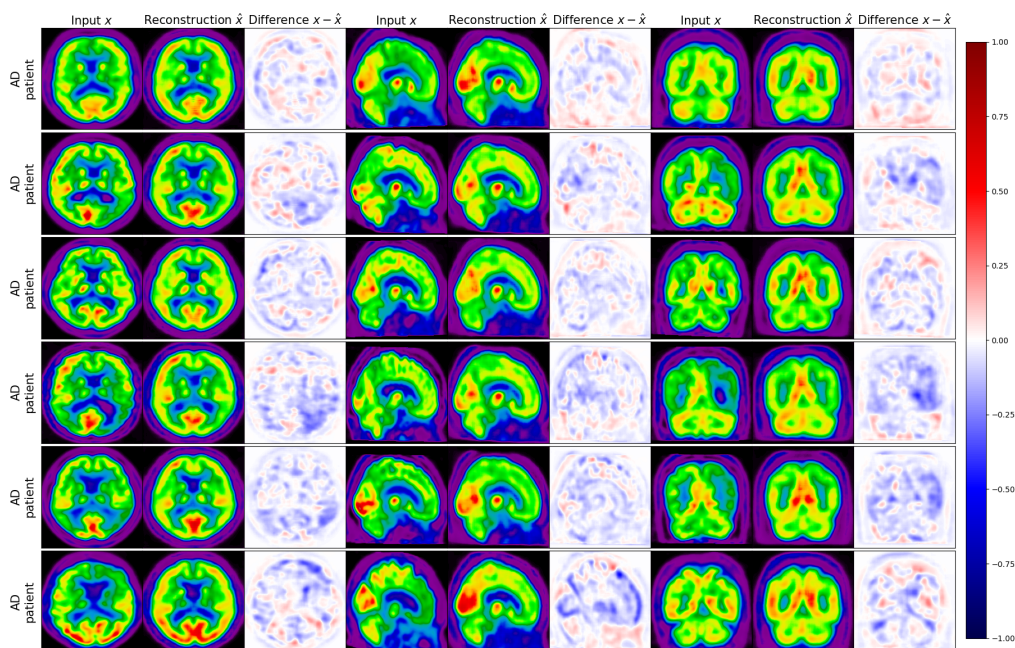 Input x Reconstruction x̂ Difference x − x̂ Input x Reconstruction x̂ Difference x − x̂ Input x Reconstruction x̂ Difference x − x̂
AD
patient
AD
patient
AD
patient
AD
patient
AD
patient
AD
patient
1.00
0.75
0.50
0.25
0.00
−0.25
−0.50
−0.75
−1.00